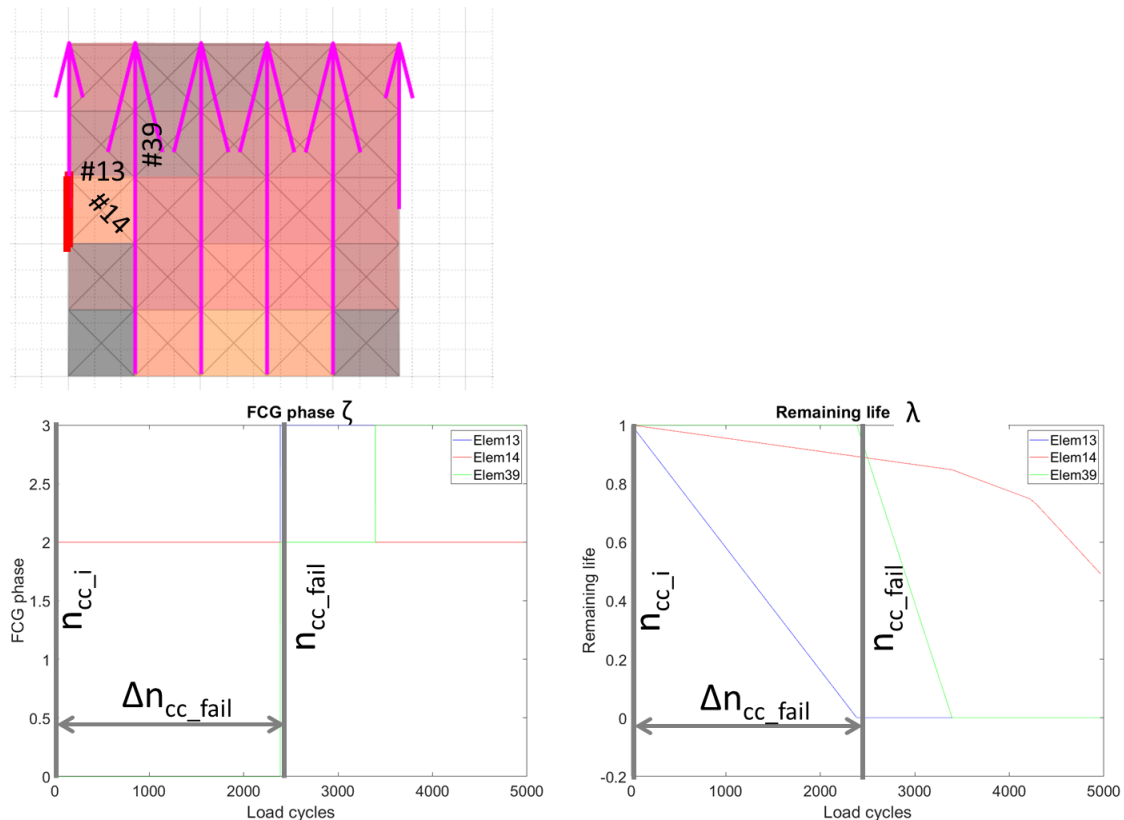 #39
#13
#14
FCG phase ζ
Remaining life λ
3
2.5
2
1.5
1
0.5
0
FCG phase
Elem13
Elem14
Elem39
n_cc_i
n_cc_fail
Δn_cc_fail
0 1000 2000 3000 4000 5000
Load cycles
1
0.8
0.6
0.4
0.2
0
-0.2
Remaining life
Elem13
Elem14
Elem39
n_cc_i
n_cc_fail
Δn_cc_fail
0 1000 2000 3000 4000 5000
Load cycles